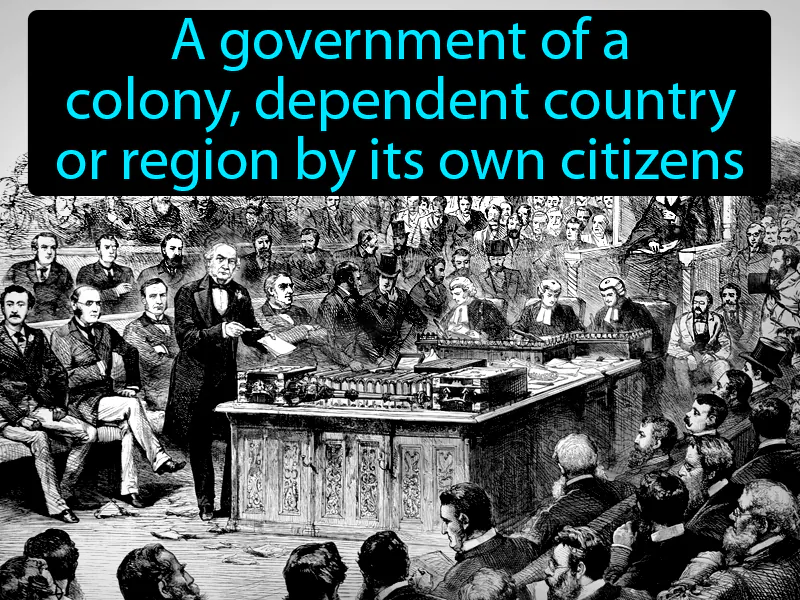 A government of a
colony, dependent country
or region by its own citizens